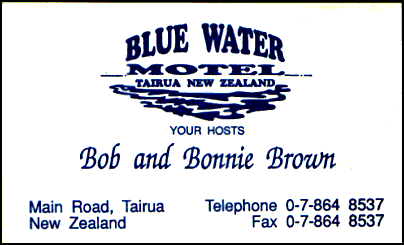 BLUE WATER
MOTEL
TAIRUA NEW ZEALAND
YOUR HOSTS
Bob and Bonnie Brown
Main Road, Tairua
New Zealand
Telephone 0-7-864 8537
Fax 0-7-864 8537